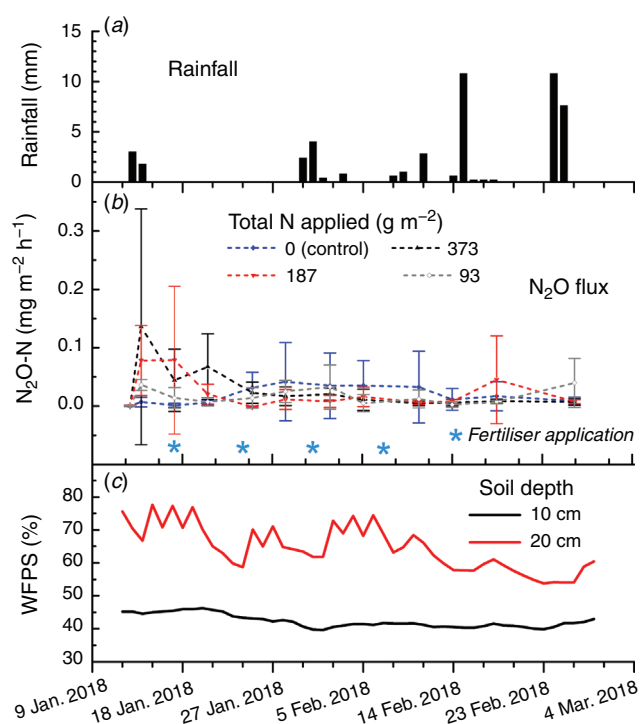 (a)
Rainfall
Rainfall (mm)
15
10
5
0
(b)
Total N applied (g m⁻²)
0 (control)
373
187
93
N₂O flux
N₂O-N (mg m⁻² h⁻¹)
0.3
0.2
0.1
0.0
* Fertiliser application
(c)
Soil depth
10 cm
20 cm
WFPS (%)
80
70
60
50
40
30
9 Jan. 2018
18 Jan. 2018
27 Jan. 2018
5 Feb. 2018
14 Feb. 2018
23 Feb. 2018
4 Mar. 2018